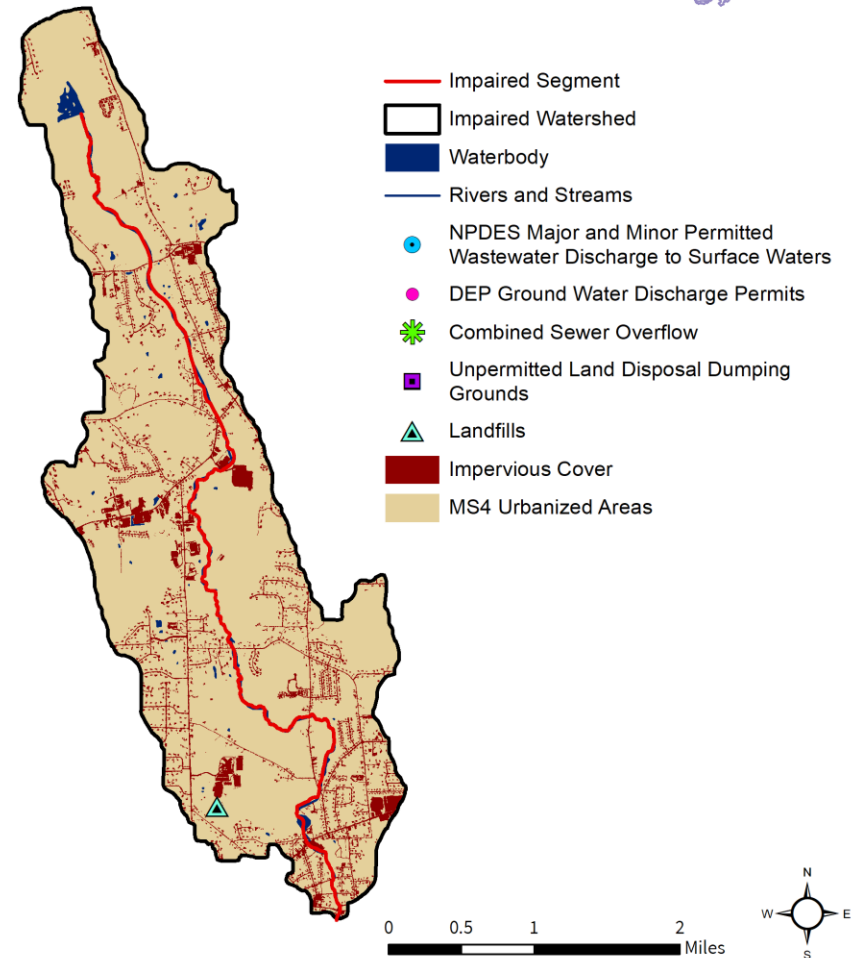 Impaired Segment
Impaired Watershed
Waterbody
Rivers and Streams
NPDES Major and Minor Permitted
Wastewater Discharge to Surface Waters
DEP Ground Water Discharge Permits
Combined Sewer Overflow
Unpermitted Land Disposal Dumping
Grounds
Landfills
Impervious Cover
MS4 Urbanized Areas
N
W E
S
0 0.5 1 2
Miles